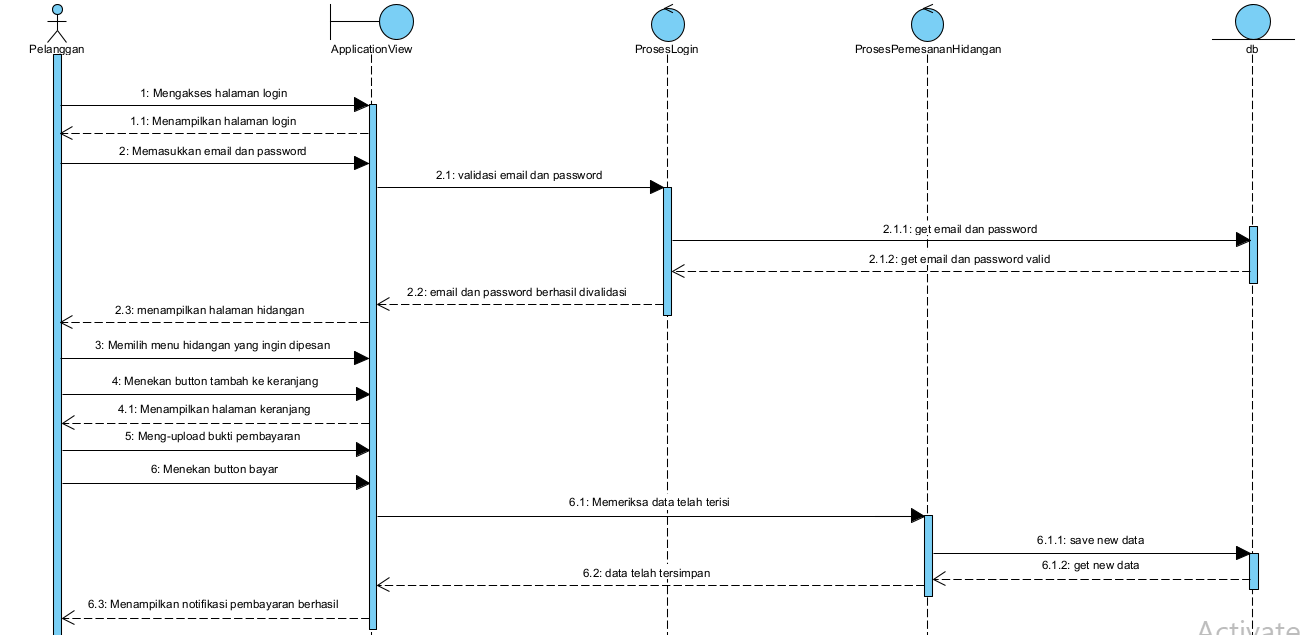 Pelanggan
ApplicationView
ProsesLogin
ProsesPemesananHidangan
db
1: Mengakses halaman login
1.1: Menampilkan halaman login
2: Memasukkan email dan password
2.1: validasi email dan password
2.1.1: get email dan password
2.1.2: get email dan password valid
2.2: email dan password berhasil divalidasi
2.3: menampilkan halaman hidangan
3: Memilih menu hidangan yang ingin dipesan
4: Menekan button tambah ke keranjang
4.1: Menampilkan halaman keranjang
5: Meng-upload bukti pembayaran
6: Menekan button bayar
6.1: Memeriksa data telah terisi
6.1.1: save new data
6.1.2: get new data
6.2: data telah tersimpan
6.3: Menampilkan notifikasi pembayaran berhasil
Activate